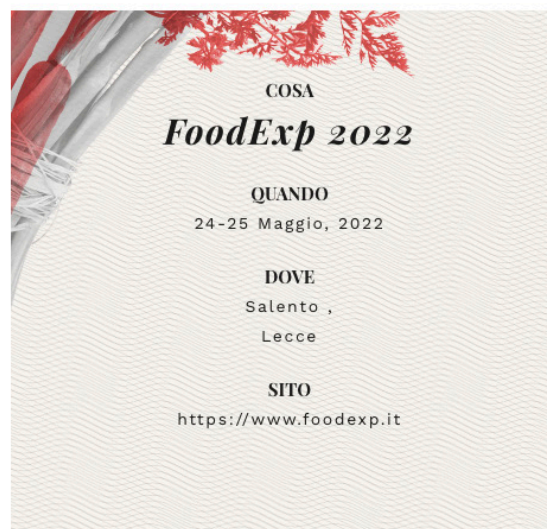 COSA
FoodExp 2022
QUANDO
24-25 Maggio, 2022
DOVE
Salento ,
Lecce
SITO
https://www.foodexp.it